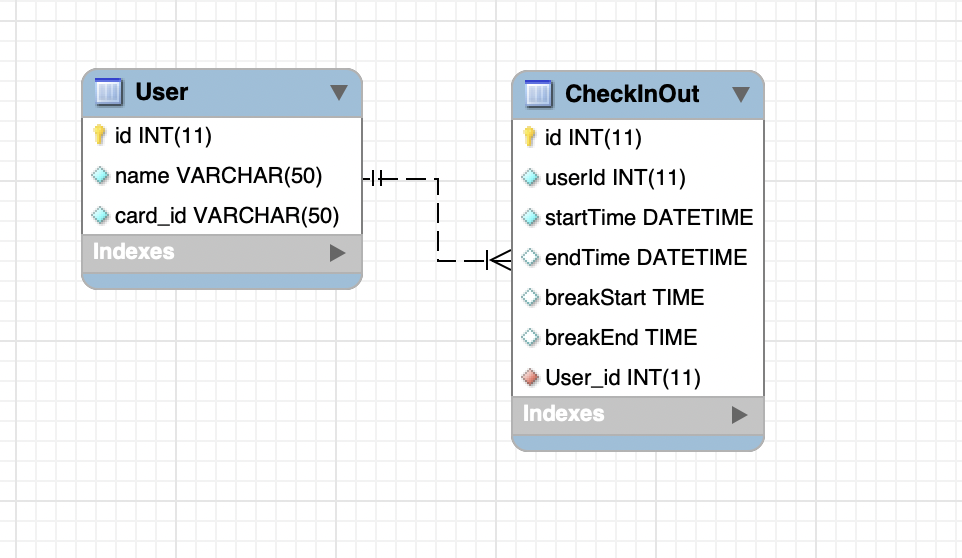 User
id INT(11)
name VARCHAR(50)
card_id VARCHAR(50)
Indexes
CheckInOut
id INT(11)
userId INT(11)
startTime DATETIME
endTime DATETIME
breakStart TIME
breakEnd TIME
User_id INT(11)
Indexes